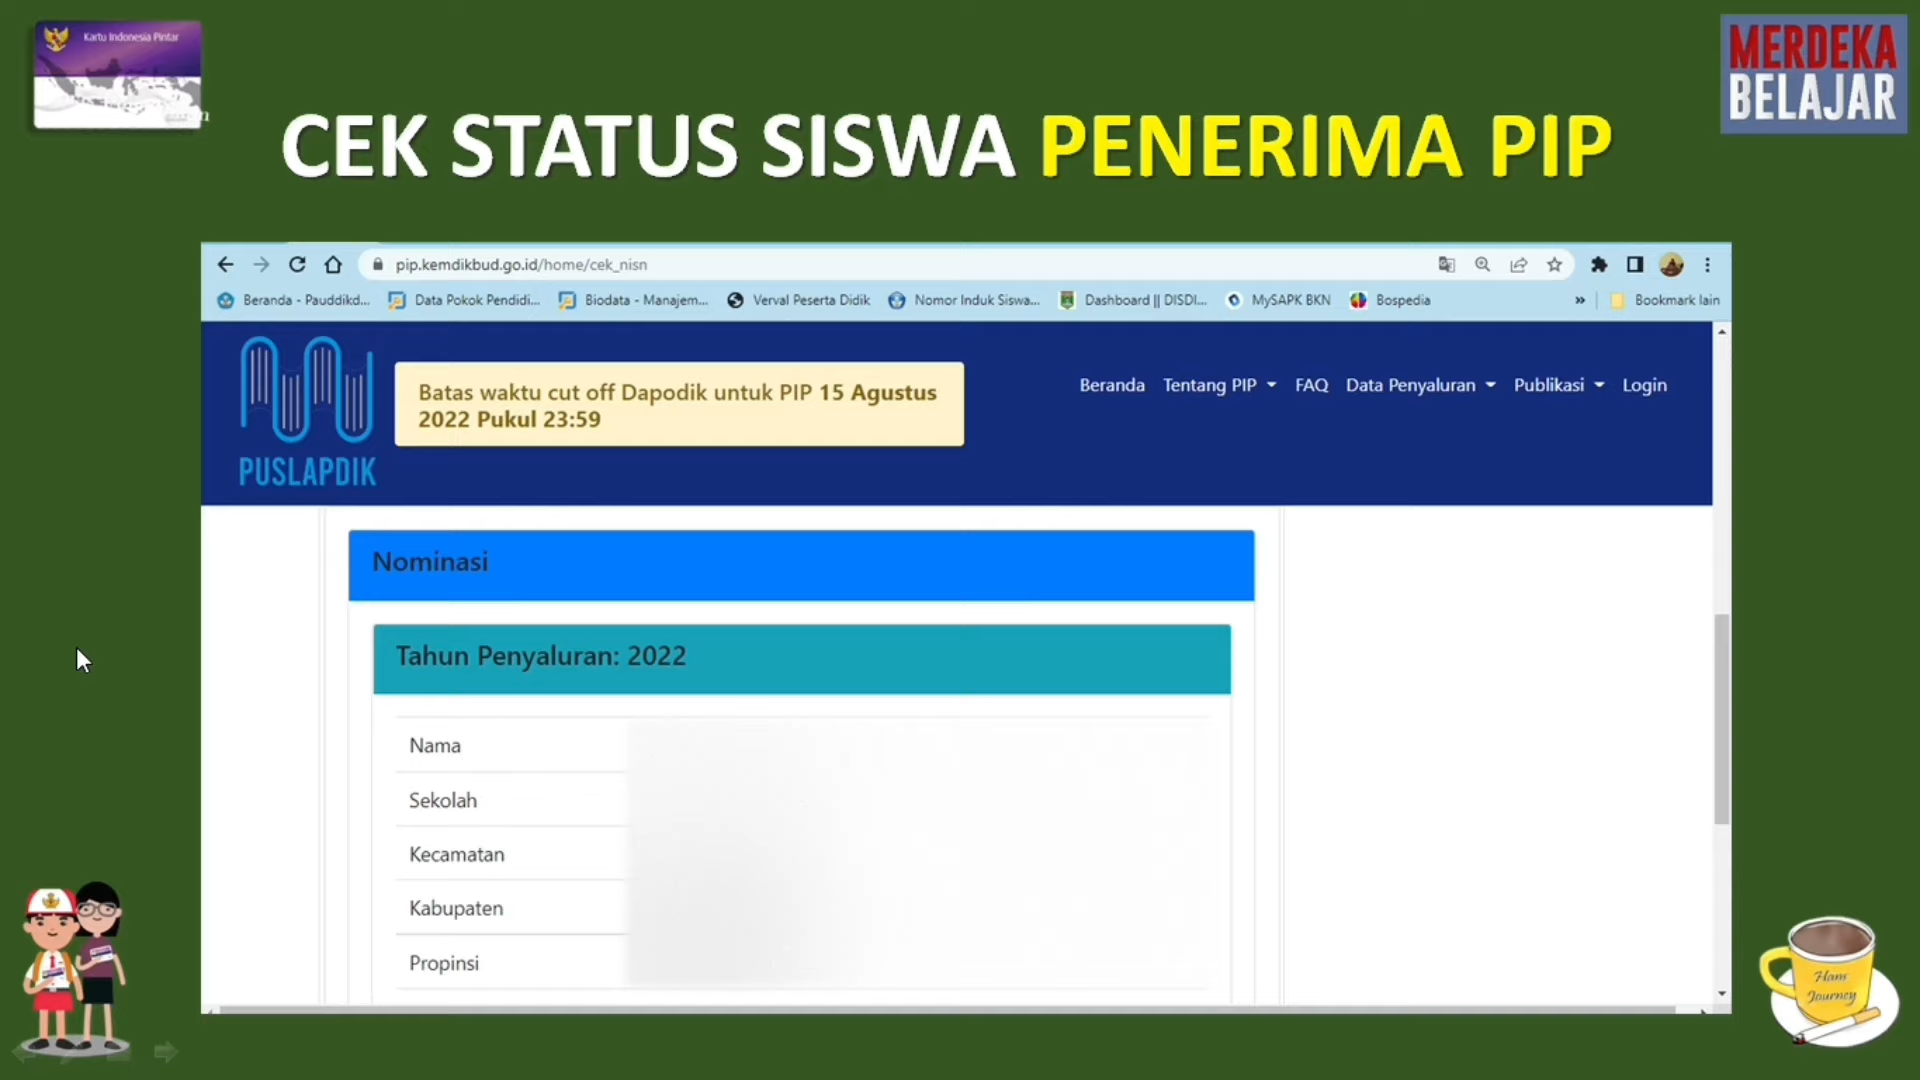 Kartu Indonesia Pintar
MERDEKA
BELAJAR
CEK STATUS SISWA PENERIMA PIP
pip.kemdikbud.go.id/home/cek_nisn
Beranda - Pauddikd... Data Pokok Pendidi... Biodata - Manajem... Verval Peserta Didik Nomor Induk Siswa... Dashboard || DISDI... MySAPK BKN Bospedia » Bookmark lain
PUSLAPDIK
Batas waktu cut off Dapodik untuk PIP 15 Agustus
2022 Pukul 23:59
Beranda Tentang PIP FAQ Data Penyaluran Publikasi Login
Nominasi
Tahun Penyaluran: 2022
Nama
Sekolah
Kecamatan
Kabupaten
Propinsi
Hans
Journey